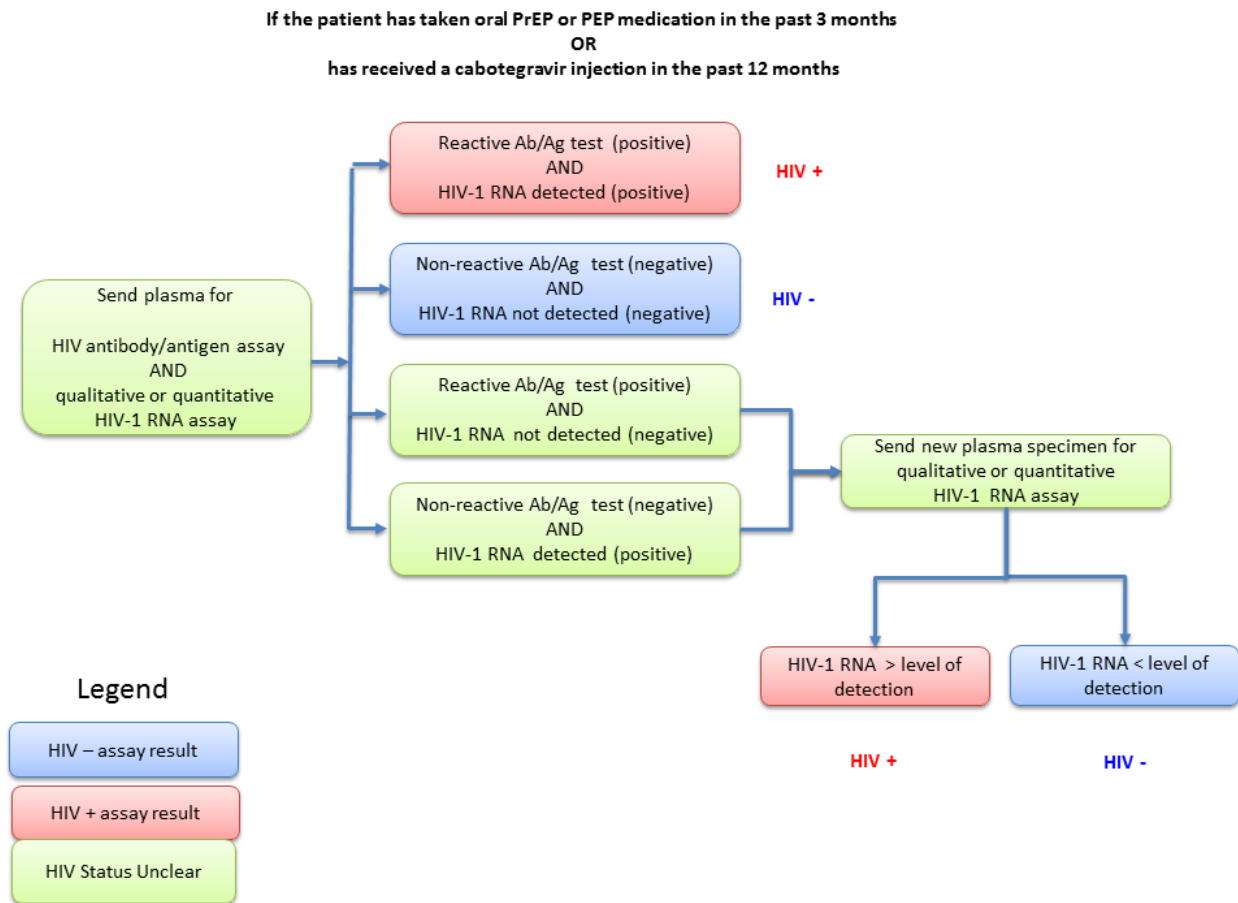 If the patient has taken oral PrEP or PEP medication in the past 3 months
OR
has received a cabotegravir injection in the past 12 months
Reactive Ab/Ag test (positive)
AND
HIV-1 RNA detected (positive)
HIV +
Non-reactive Ab/Ag test (negative)
AND
HIV-1 RNA not detected (negative)
HIV -
Send plasma for
HIV antibody/antigen assay
AND
qualitative or quantitative
HIV-1 RNA assay
Reactive Ab/Ag test (positive)
AND
HIV-1 RNA not detected (negative)
Non-reactive Ab/Ag test (negative)
AND
HIV-1 RNA detected (positive)
Send new plasma specimen for
qualitative or quantitative
HIV-1 RNA assay
HIV-1 RNA > level of
detection
HIV +
HIV-1 RNA < level of
detection
HIV -
Legend
HIV – assay result
HIV + assay result
HIV Status Unclear